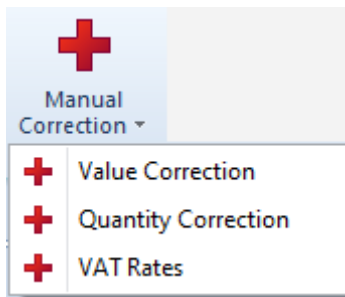 Manual
Correction
Value Correction
Quantity Correction
VAT Rates